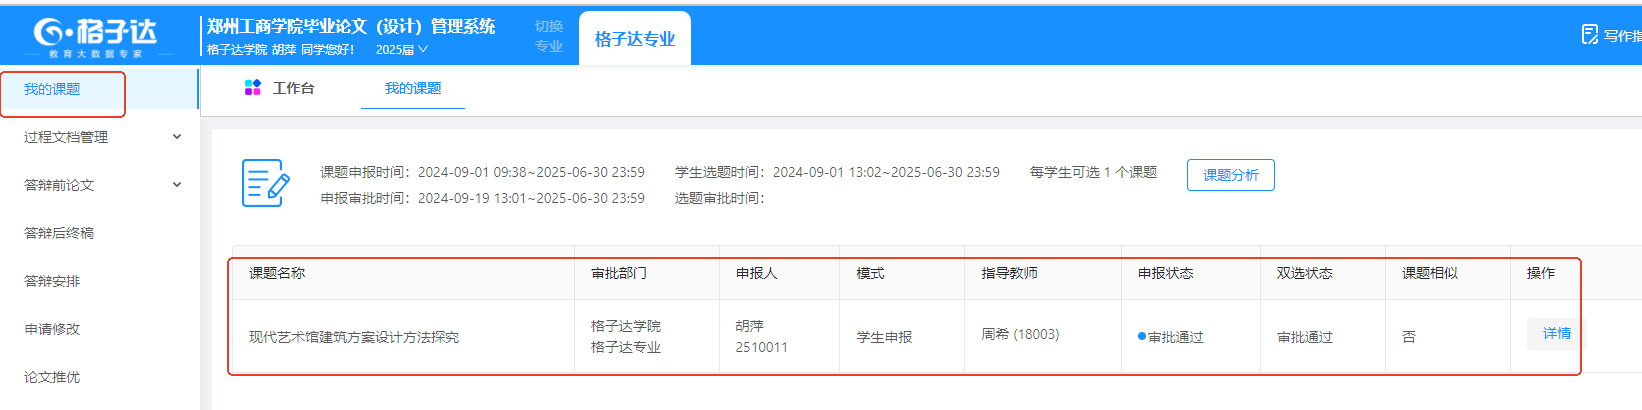 格子达
教育大数据专家
郑州工商学院毕业论文（设计）管理系统
格子达学院 胡萍 同学您好！ 2025届
切换
专业
格子达专业
写作指
我的课题
过程文档管理
答辩前论文
答辩后终稿
答辩安排
申请修改
论文推优
工作台 我的课题
课题申报时间：2024-09-01 09:38~2025-06-30 23:59 学生选题时间：2024-09-01 13:02~2025-06-30 23:59 每学生可选 1 个课题 课题分析
申报审批时间：2024-09-19 13:01~2025-06-30 23:59 选题审批时间：
课题名称 审批部门 申报人 模式 指导教师 申报状态 双选状态 课题相似 操作
现代艺术馆建筑方案设计方法探究 格子达学院 胡萍 学生申报 周希 (18003) 审批通过 审批通过 否 详情
格子达专业 2510011